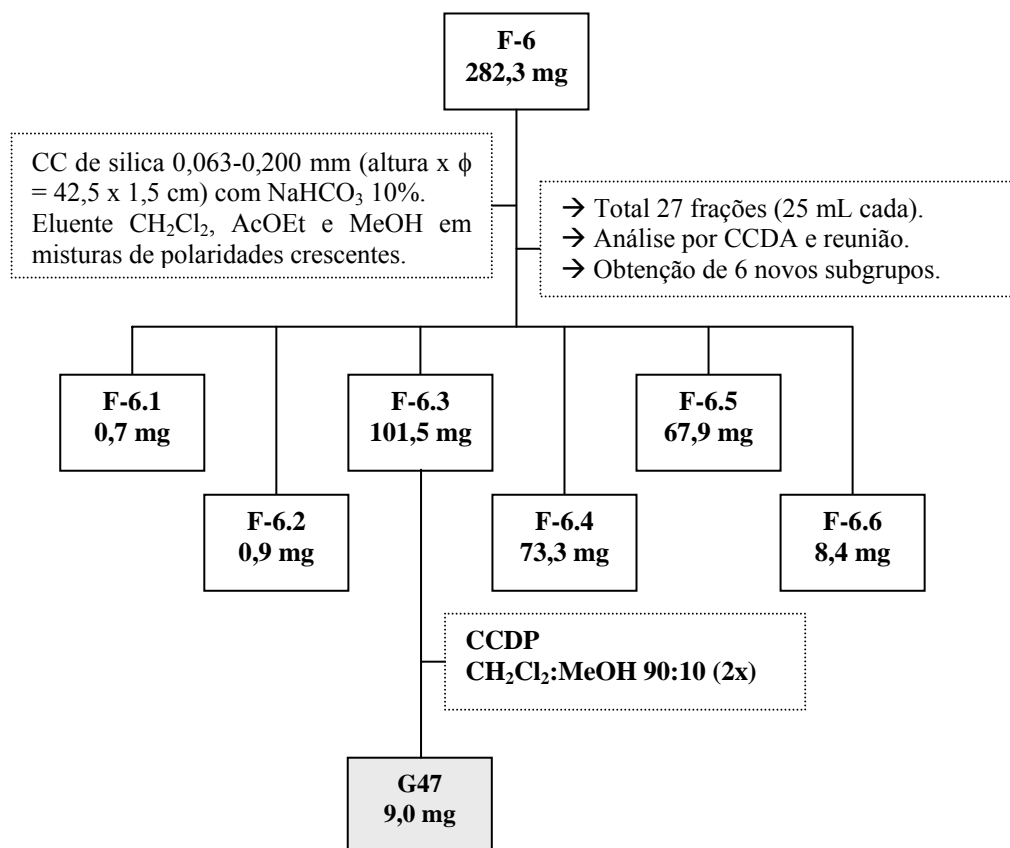 F-6
282,3 mg
CC de silica 0,063-0,200 mm (altura x ϕ
= 42,5 x 1,5 cm) com NaHCO₃ 10%.
Eluente CH₂Cl₂, AcOEt e MeOH em
misturas de polaridades crescentes.
→ Total 27 frações (25 mL cada).
→ Análise por CCDA e reunião.
→ Obtenção de 6 novos subgrupos.
F-6.1
0,7 mg
F-6.3
101,5 mg
F-6.5
67,9 mg
F-6.2
0,9 mg
F-6.4
73,3 mg
F-6.6
8,4 mg
CCDP
CH₂Cl₂:MeOH 90:10 (2x)
G47
9,0 mg